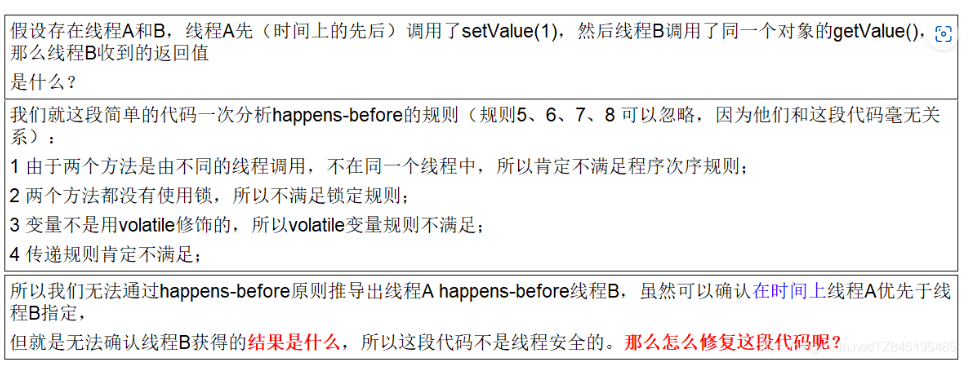 假设存在线程A和B，线程A先（时间上的先后）调用了setValue(1)，然后线程B调用了同一个对象的getValue()，
那么线程B收到的返回值
是什么？
我们就这段简单的代码一次分析happens-before的规则（规则5、6、7、8 可以忽略，因为他们和这段代码毫无关
系）：
1 由于两个方法是由不同的线程调用，不在同一个线程中，所以肯定不满足程序次序规则；
2 两个方法都没有使用锁，所以不满足锁定规则；
3 变量不是用volatile修饰的，所以volatile变量规则不满足；
4 传递规则肯定不满足；
所以我们无法通过happens-before原则推导出线程A happens-before线程B，虽然可以确认在时间上线程A优先于线
程B指定，
但就是无法确认线程B获得的结果是什么，所以这段代码不是线程安全的。那么怎么修复这段代码呢？